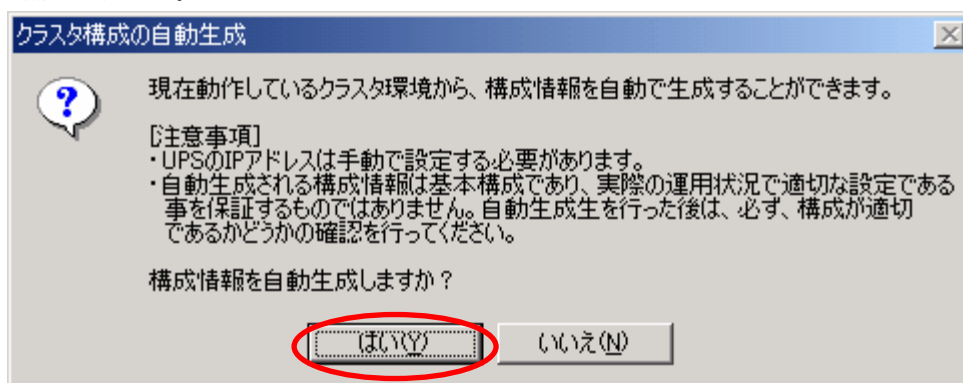 クラスタ構成の自動生成
現在動作しているクラスタ環境から、構成情報を自動で生成することができます。
[注意事項]
・UPSのIPアドレスは手動で設定する必要があります。
・自動生成される構成情報は基本構成であり、実際の運用状況で適切な設定である
事を保証するものではありません。自動生成生を行った後は、必ず、構成が適切
であるかどうかの確認を行ってください。
構成情報を自動生成しますか？
はい(Y) いいえ(N)